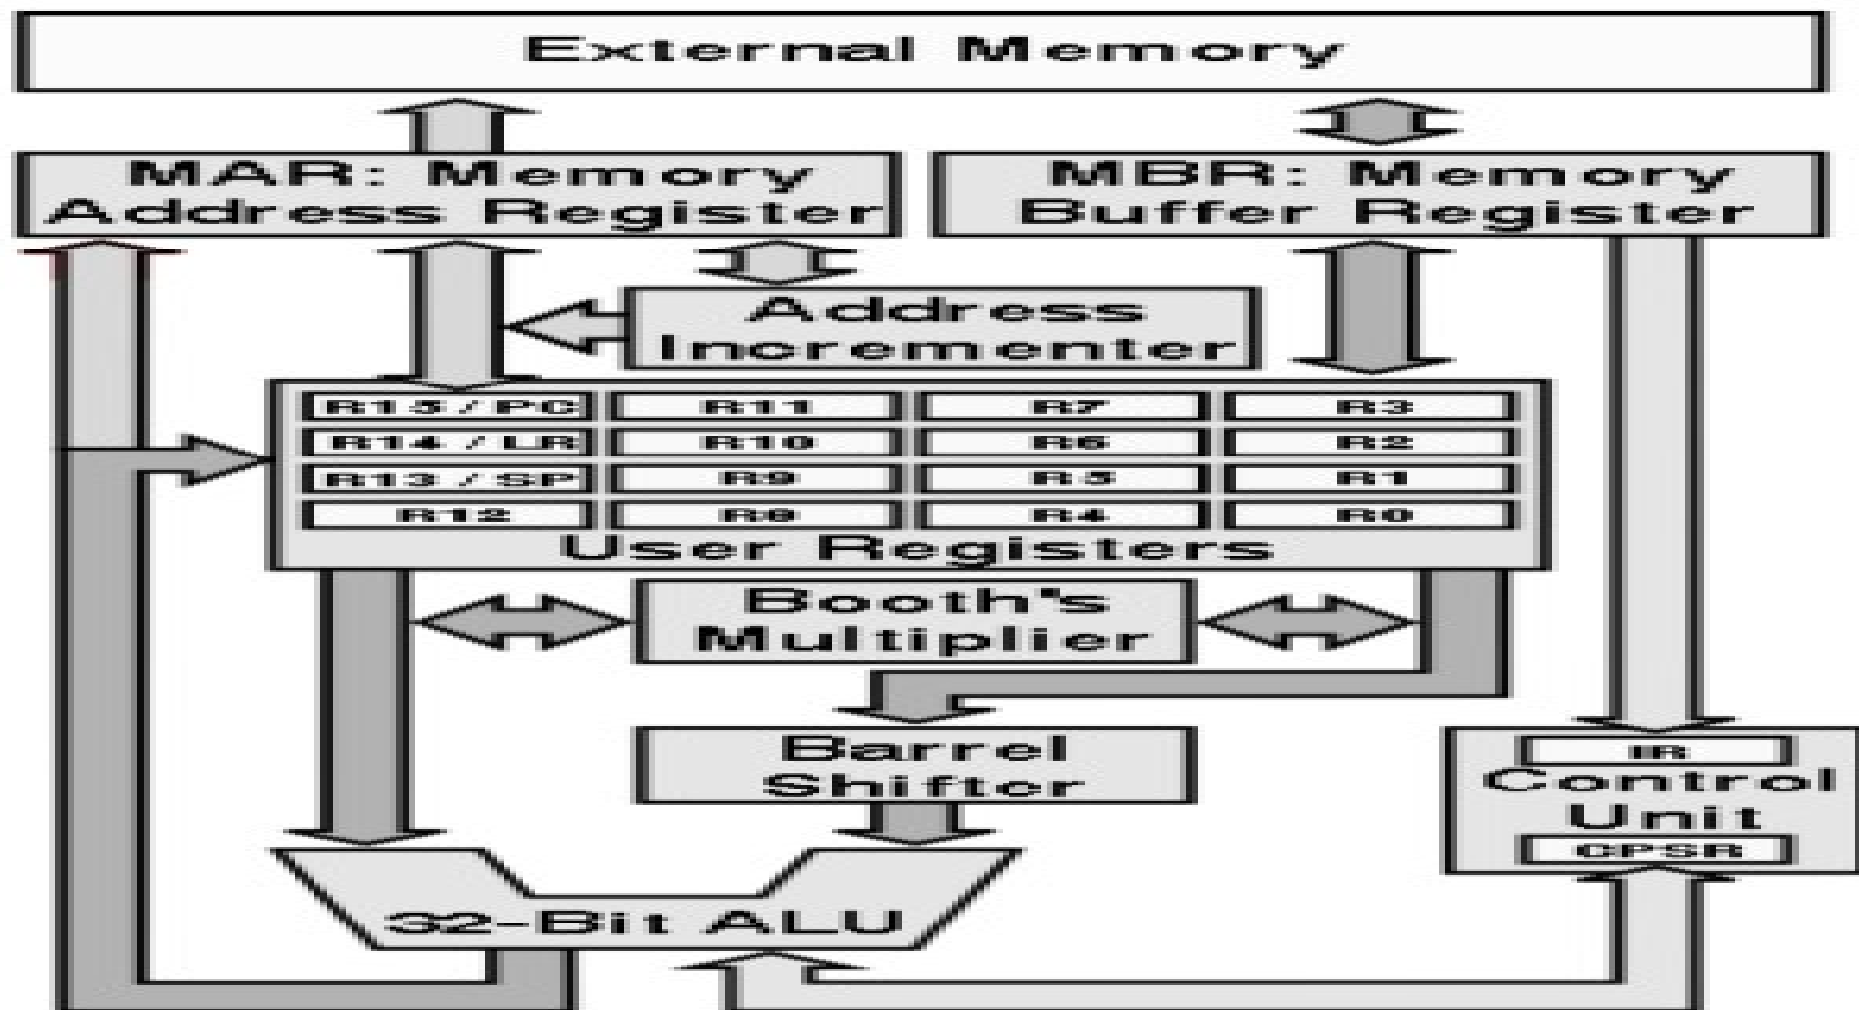 External Memory
MAR: Memory
Address Register
MBR: Memory
Buffer Register
Address
Incrementer
R15 / PC
R11
R7
R3
R14 / LR
R10
R6
R2
R13 / SP
R9
R5
R1
R12
R8
R4
R0
User Registers
Booth's
Multiplier
Barrel
Shifter
IR
Control
Unit
CPSR
32-Bit ALU